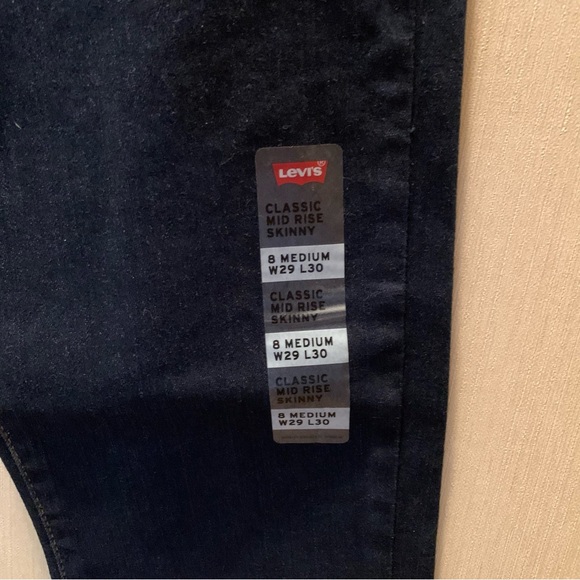 Levi's
CLASSIC
MID RISE
SKINNY
8 MEDIUM
W29 L30
CLASSIC
MID RISE
SKINNY
8 MEDIUM
W29 L30
CLASSIC
MID RISE
SKINNY
8 MEDIUM
W29 L30